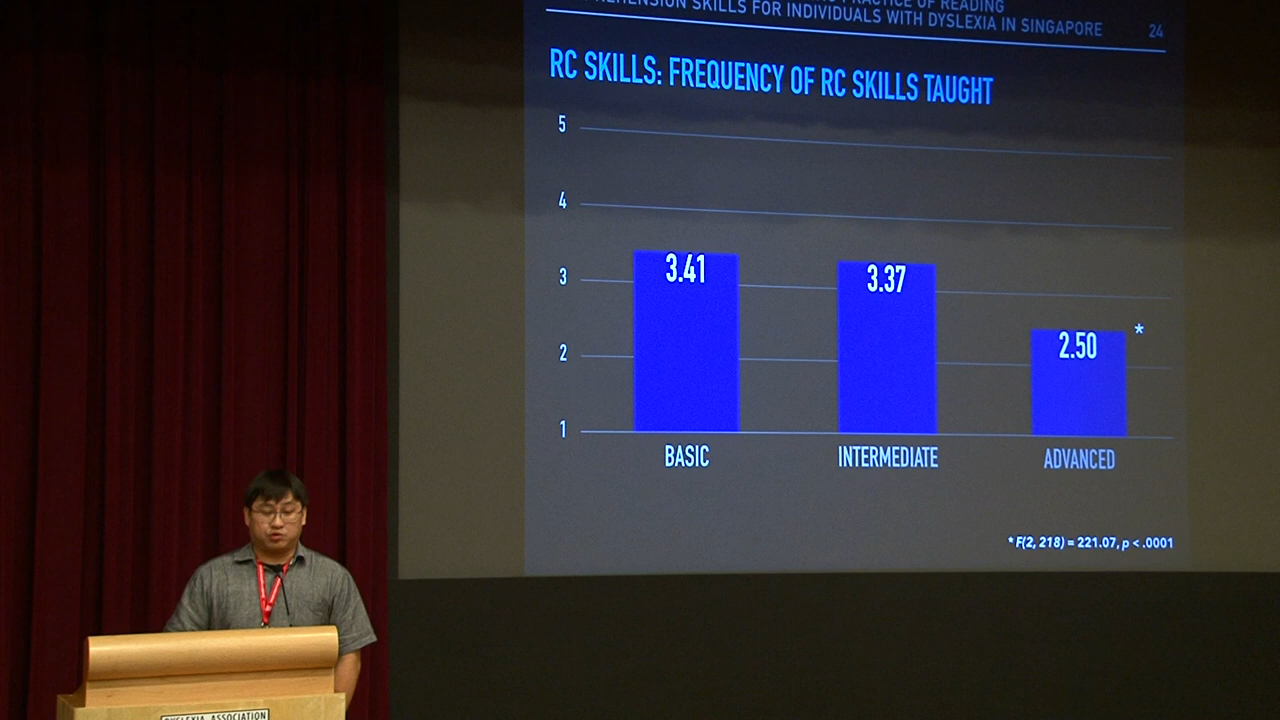 PRACTICE OF READING
SKILLS FOR INDIVIDUALS WITH DYSLEXIA IN SINGAPORE
24
RC SKILLS: FREQUENCY OF RC SKILLS TAUGHT
5
4
3
2
1
3.41
3.37
2.50
*
BASIC
INTERMEDIATE
ADVANCED
* F(2, 218) = 221.07, p < .0001
DYSLEXIA ASSOCIATION